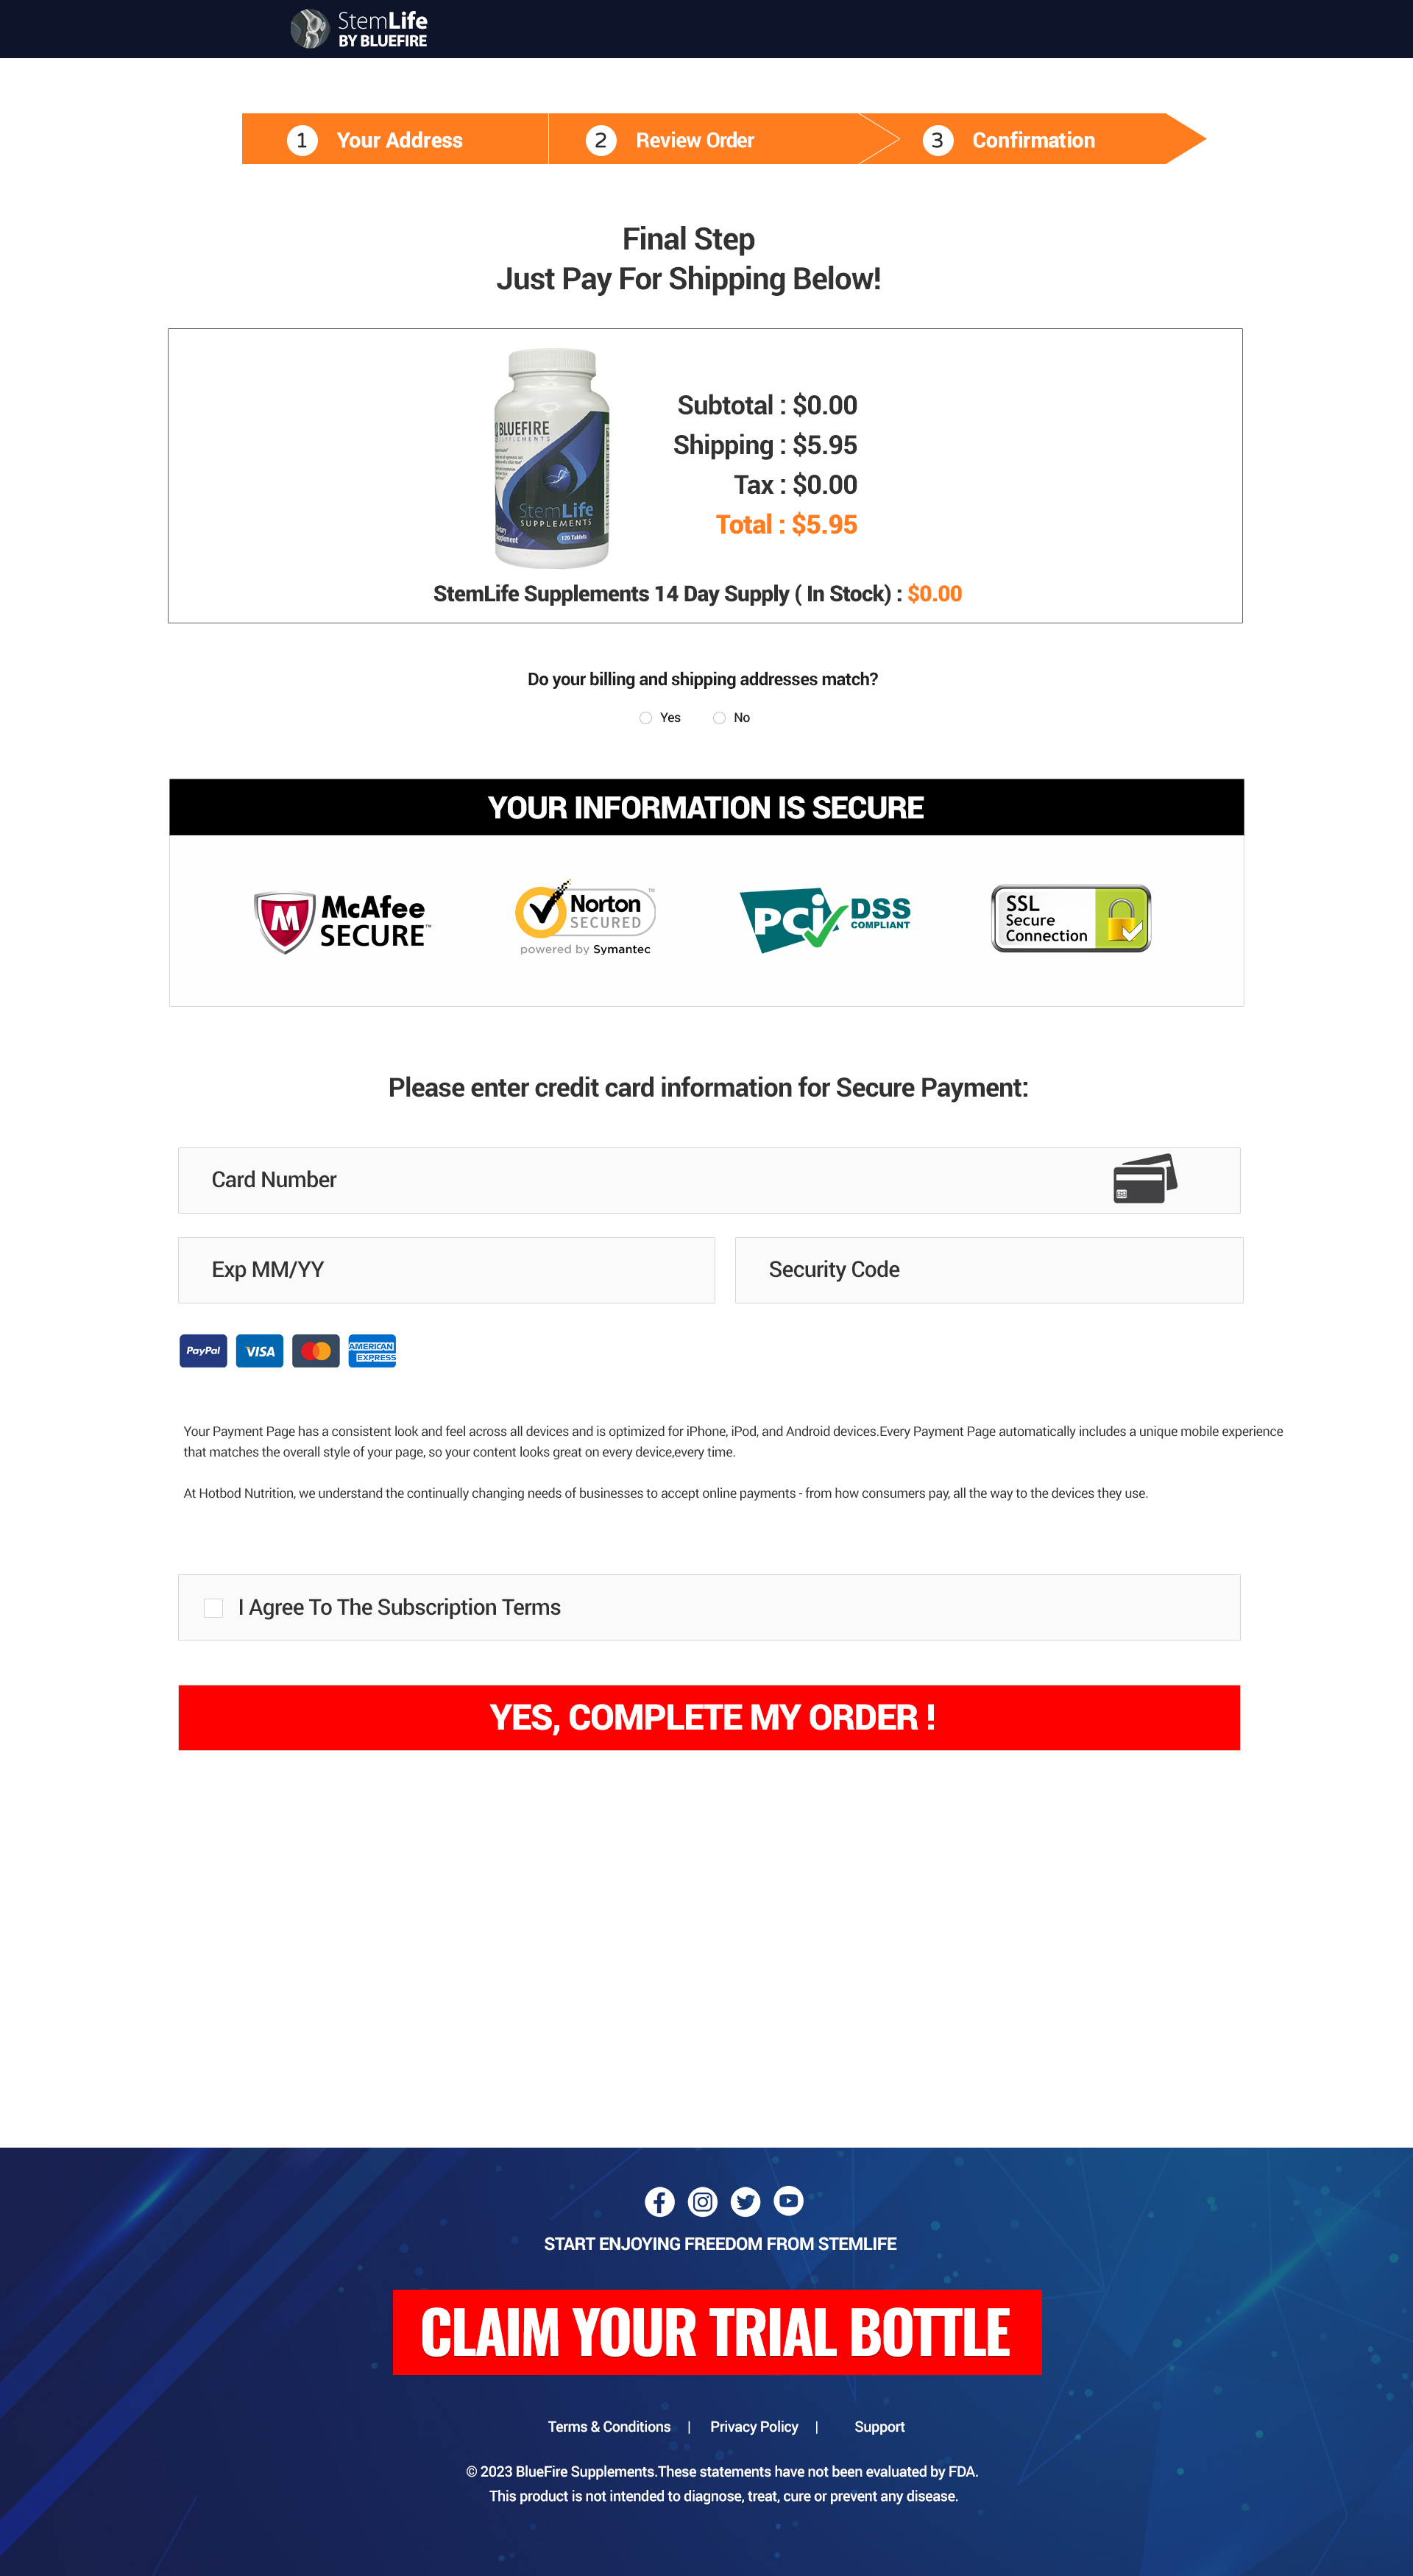 StemLife
BY BLUEFIRE
1 Your Address
2 Review Order
3 Confirmation
Final Step
Just Pay For Shipping Below!
BLUEFIRE
SUPPLEMENTS
StemLife
SUPPLEMENTS
Dietary
Supplement
120 Tablets
Subtotal : $0.00
Shipping : $5.95
Tax : $0.00
Total : $5.95
StemLife Supplements 14 Day Supply ( In Stock) : $0.00
Do your billing and shipping addresses match?
Yes No
YOUR INFORMATION IS SECURE
M McAfee
SECURE™
Norton™
SECURED
powered by Symantec
PCi DSS
COMPLIANT
SSL
Secure
Connection
Please enter credit card information for Secure Payment:
Card Number
Exp MM/YY
Security Code
PayPal VISA AMERICAN
EXPRESS
Your Payment Page has a consistent look and feel across all devices and is optimized for iPhone, iPod, and Android devices.Every Payment Page automatically includes a unique mobile experience
that matches the overall style of your page, so your content looks great on every device,every time.
At Hotbod Nutrition, we understand the continually changing needs of businesses to accept online payments - from how consumers pay, all the way to the devices they use.
I Agree To The Subscription Terms
YES, COMPLETE MY ORDER !
START ENJOYING FREEDOM FROM STEMLIFE
CLAIM YOUR TRIAL BOTTLE
Terms & Conditions | Privacy Policy | Support
© 2023 BlueFire Supplements.These statements have not been evaluated by FDA.
This product is not intended to diagnose, treat, cure or prevent any disease.